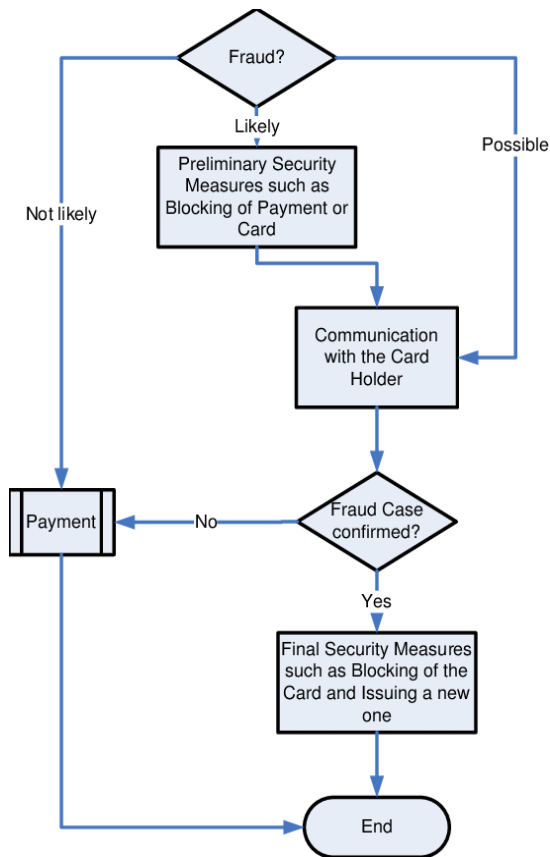 Fraud?
Likely
Possible
Preliminary Security
Measures such as
Blocking of Payment or
Card
Not likely
Communication
with the Card
Holder
Payment
No
Fraud Case
confirmed?
Yes
Final Security Measures
such as Blocking of the
Card and Issuing a new
one
End